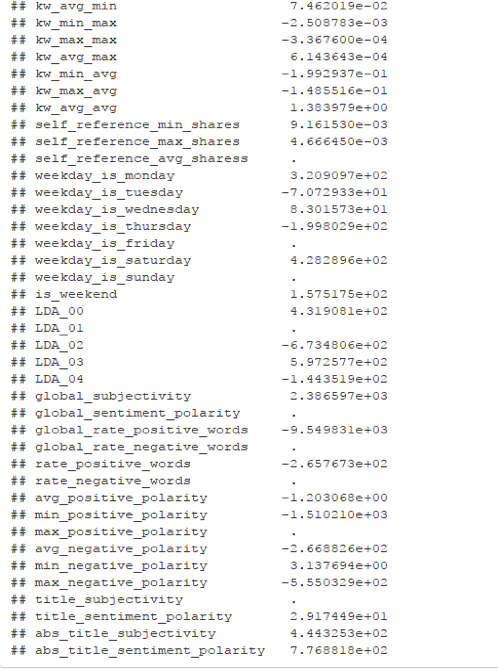 ## kw_avg_min 7.462019e-02
## kw_min_max -2.508783e-03
## kw_max_max -3.367600e-04
## kw_avg_max 6.143643e-04
## kw_min_avg -1.992937e-01
## kw_max_avg -1.485516e-01
## kw_avg_avg 1.383979e+00
## self_reference_min_shares 9.161530e-03
## self_reference_max_shares 4.666450e-03
## self_reference_avg_sharess .
## weekday_is_monday 3.209097e+02
## weekday_is_tuesday -7.072933e+01
## weekday_is_wednesday 8.301573e+01
## weekday_is_thursday -1.998029e+02
## weekday_is_friday .
## weekday_is_saturday 4.282896e+02
## weekday_is_sunday .
## is_weekend 1.575175e+02
## LDA_00 4.319081e+02
## LDA_01 .
## LDA_02 -6.734806e+02
## LDA_03 5.972577e+02
## LDA_04 -1.443519e+02
## global_subjectivity 2.386597e+03
## global_sentiment_polarity .
## global_rate_positive_words -9.549831e+03
## global_rate_negative_words .
## rate_positive_words -2.657673e+02
## rate_negative_words .
## avg_positive_polarity -1.203068e+00
## min_positive_polarity -1.510210e+03
## max_positive_polarity .
## avg_negative_polarity -2.668826e+02
## min_negative_polarity 3.137694e+00
## max_negative_polarity -5.550329e+02
## title_subjectivity .
## title_sentiment_polarity 2.917449e+01
## abs_title_subjectivity 4.443253e+02
## abs_title_sentiment_polarity 7.768818e+02